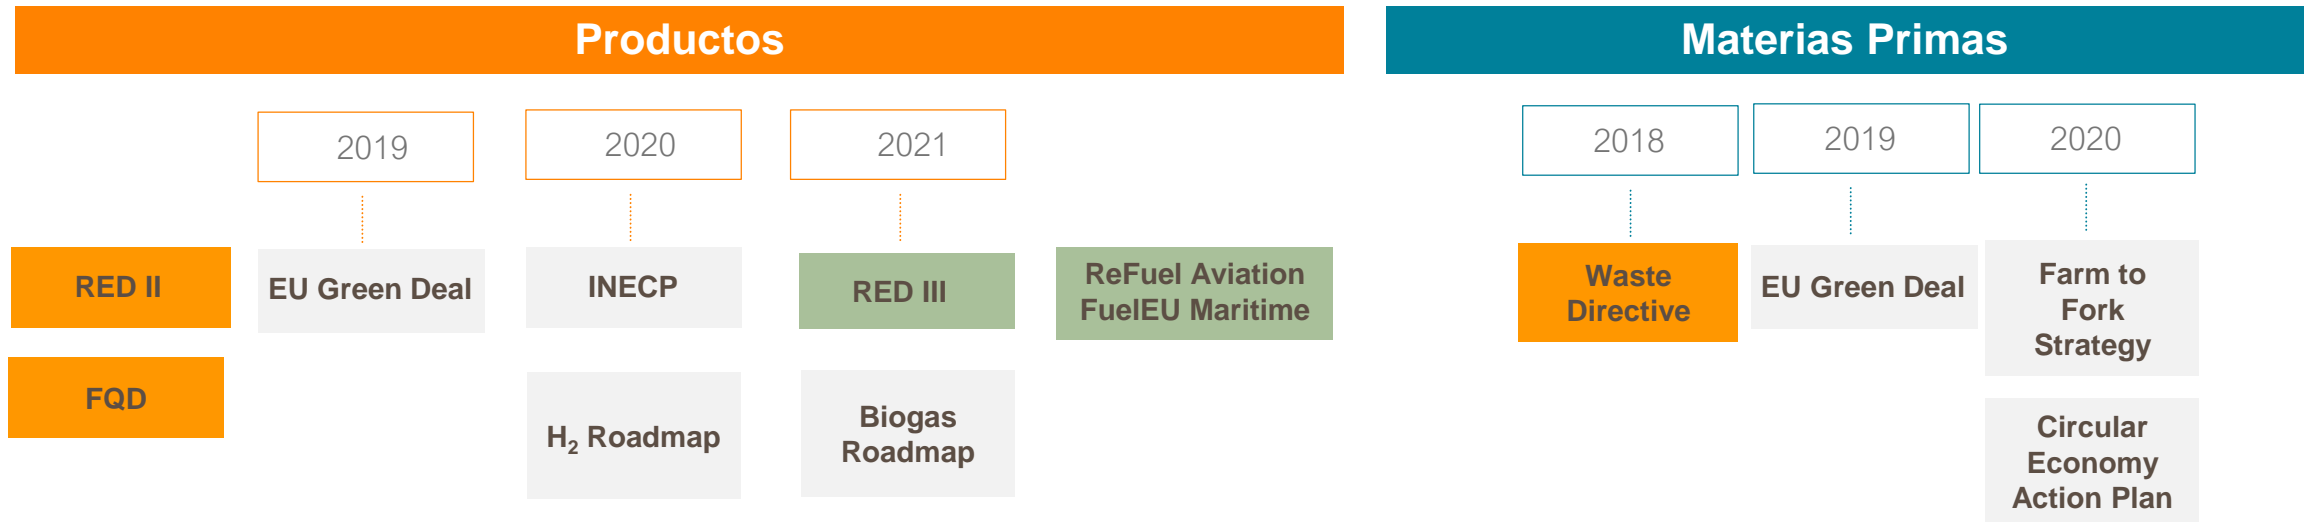 Productos
Materias Primas
2019
2020
2021
2018
2019
2020
RED II
EU Green Deal
INECP
RED III
ReFuel Aviation
FuelEU Maritime
Waste
Directive
EU Green Deal
Farm to
Fork
Strategy
FQD
H₂ Roadmap
Biogas
Roadmap
Circular
Economy
Action Plan